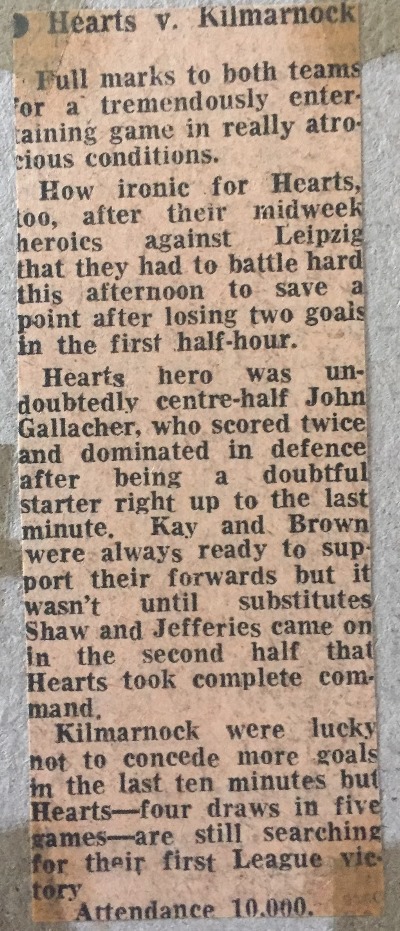 Hearts v. Kilmarnock
Full marks to both teams
for a tremendously enter-
taining game in really atro-
cious conditions.
How ironic for Hearts,
too, after their midweek
heroics against Leipzig
that they had to battle hard
this afternoon to save a
point after losing two goals
in the first half-hour.
Hearts hero was un-
doubtedly centre-half John
Gallacher, who scored twice
and dominated in defence
after being a doubtful
starter right up to the last
minute. Kay and Brown
were always ready to sup-
port their forwards but it
wasn't until substitutes
Shaw and Jefferies came on
in the second half that
Hearts took complete com-
mand.
Kilmarnock were lucky
not to concede more goals
in the last ten minutes but
Hearts—four draws in five
games—are still searching
for their first League vic-
tory
Attendance 10,000.